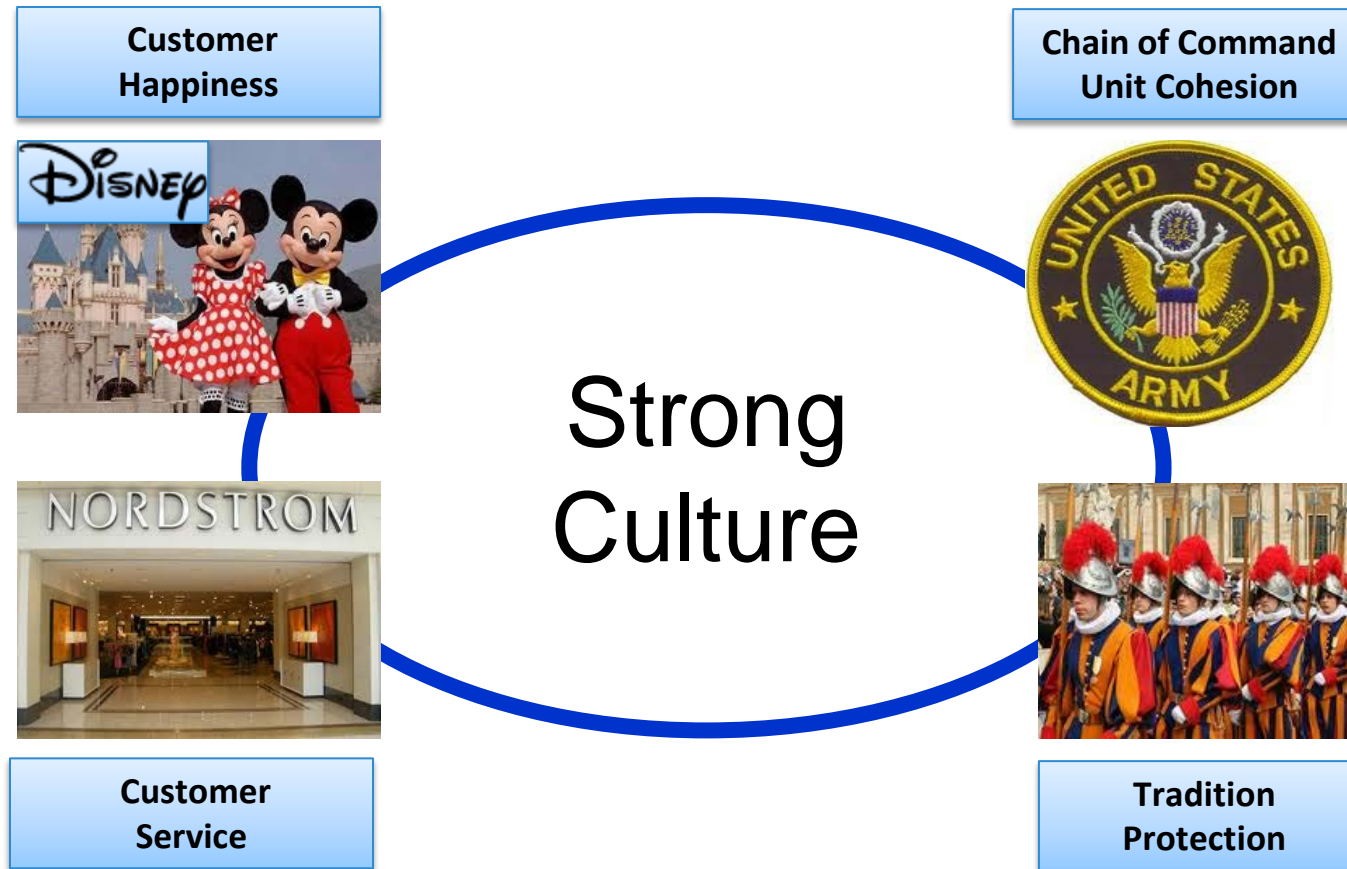 Customer
Happiness
Chain of Command
Unit Cohesion
Disney
UNITED STATES
ARMY
Strong
Culture
NORDSTROM
Customer
Service
Tradition
Protection